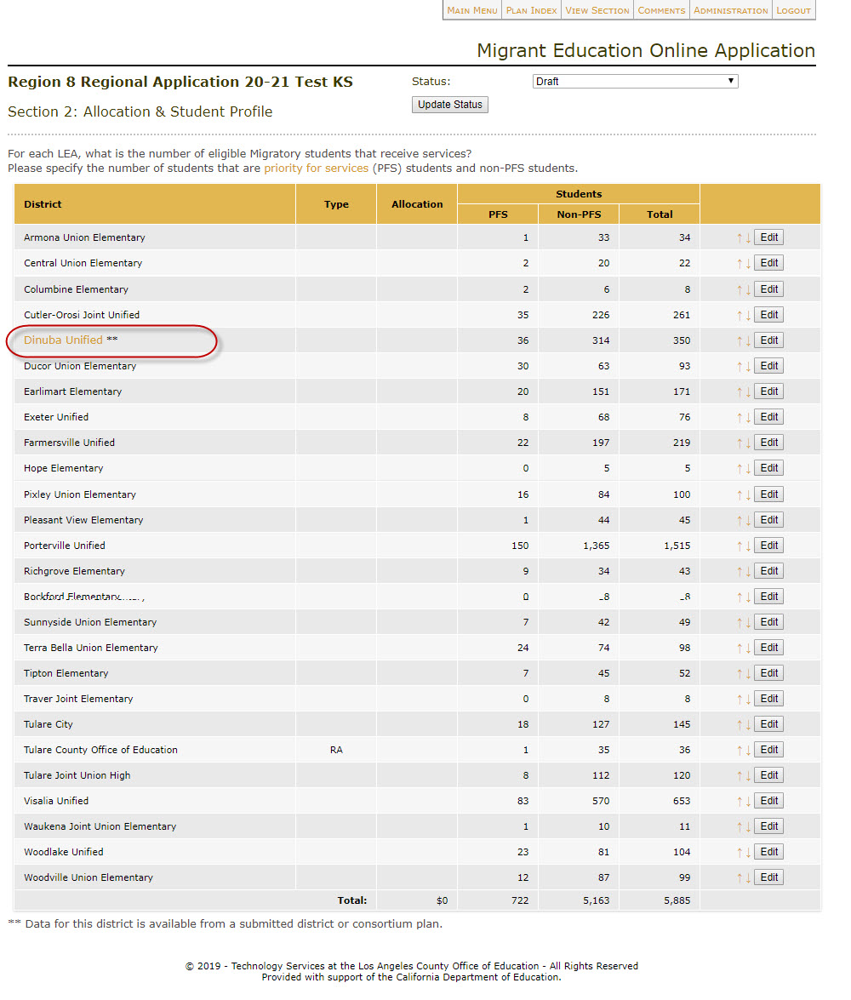 MAIN MENU PLAN INDEX VIEW SECTION COMMENTS ADMINISTRATION LOGOUT
Migrant Education Online Application
Region 8 Regional Application 20-21 Test KS Status: Draft
Update Status
Section 2: Allocation & Student Profile
For each LEA, what is the number of eligible Migratory students that receive services?
Please specify the number of students that are priority for services (PFS) students and non-PFS students.
District Type Allocation Students
PFS Non-PFS Total
Armona Union Elementary 1 33 34 ↑↓ Edit
Central Union Elementary 2 20 22 ↑↓ Edit
Columbine Elementary 2 6 8 ↑↓ Edit
Cutler-Orosi Joint Unified 35 226 261 ↑↓ Edit
Dinuba Unified ** 36 314 350 ↑↓ Edit
Ducor Union Elementary 30 63 93 ↑↓ Edit
Earlimart Elementary 20 151 171 ↑↓ Edit
Exeter Unified 8 68 76 ↑↓ Edit
Farmersville Unified 22 197 219 ↑↓ Edit
Hope Elementary 0 5 5 ↑↓ Edit
Pixley Union Elementary 16 84 100 ↑↓ Edit
Pleasant View Elementary 1 44 45 ↑↓ Edit
Porterville Unified 150 1,365 1,515 ↑↓ Edit
Richgrove Elementary 9 34 43 ↑↓ Edit
Rockford Elementary ↑↓ Edit
Sunnyside Union Elementary 7 42 49 ↑↓ Edit
Terra Bella Union Elementary 24 74 98 ↑↓ Edit
Tipton Elementary 7 45 52 ↑↓ Edit
Traver Joint Elementary 0 8 8 ↑↓ Edit
Tulare City 18 127 145 ↑↓ Edit
Tulare County Office of Education RA 1 35 36 ↑↓ Edit
Tulare Joint Union High 8 112 120 ↑↓ Edit
Visalia Unified 83 570 653 ↑↓ Edit
Waukena Joint Union Elementary 1 10 11 ↑↓ Edit
Woodlake Unified 23 81 104 ↑↓ Edit
Woodville Union Elementary 12 87 99 ↑↓ Edit
Total: $0 722 5,163 5,885
** Data for this district is available from a submitted district or consortium plan.
© 2019 - Technology Services at the Los Angeles County Office of Education - All Rights Reserved
Provided with support of the California Department of Education.